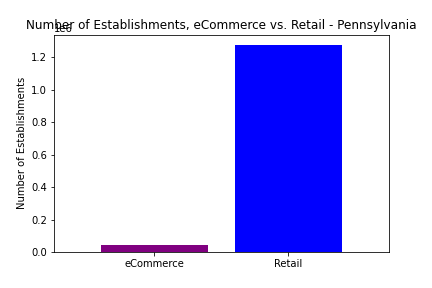 Number of Establishments, eCommerce vs. Retail - Pennsylvania
1e6
1.2
1.0
0.8
0.6
0.4
0.2
0.0
Number of Establishments
eCommerce
Retail